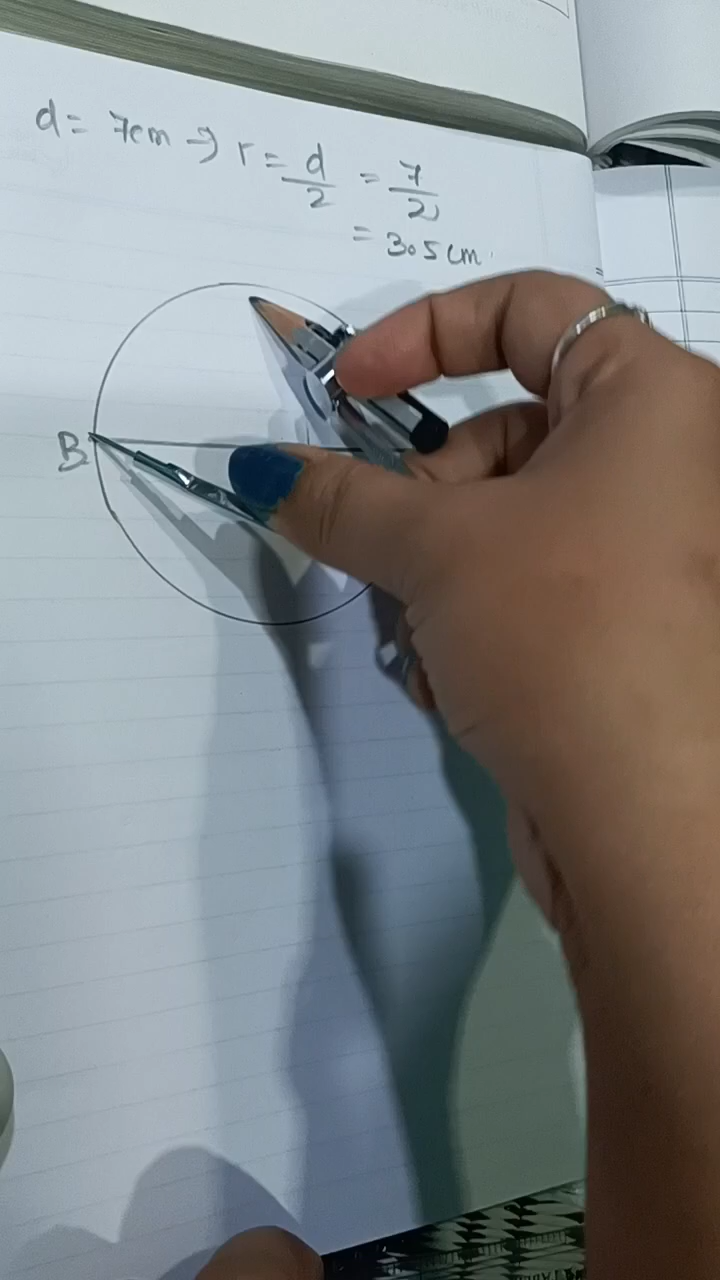 d = 7cm ⇒ r = d/2 = 7/2
= 3.5 cm.
B